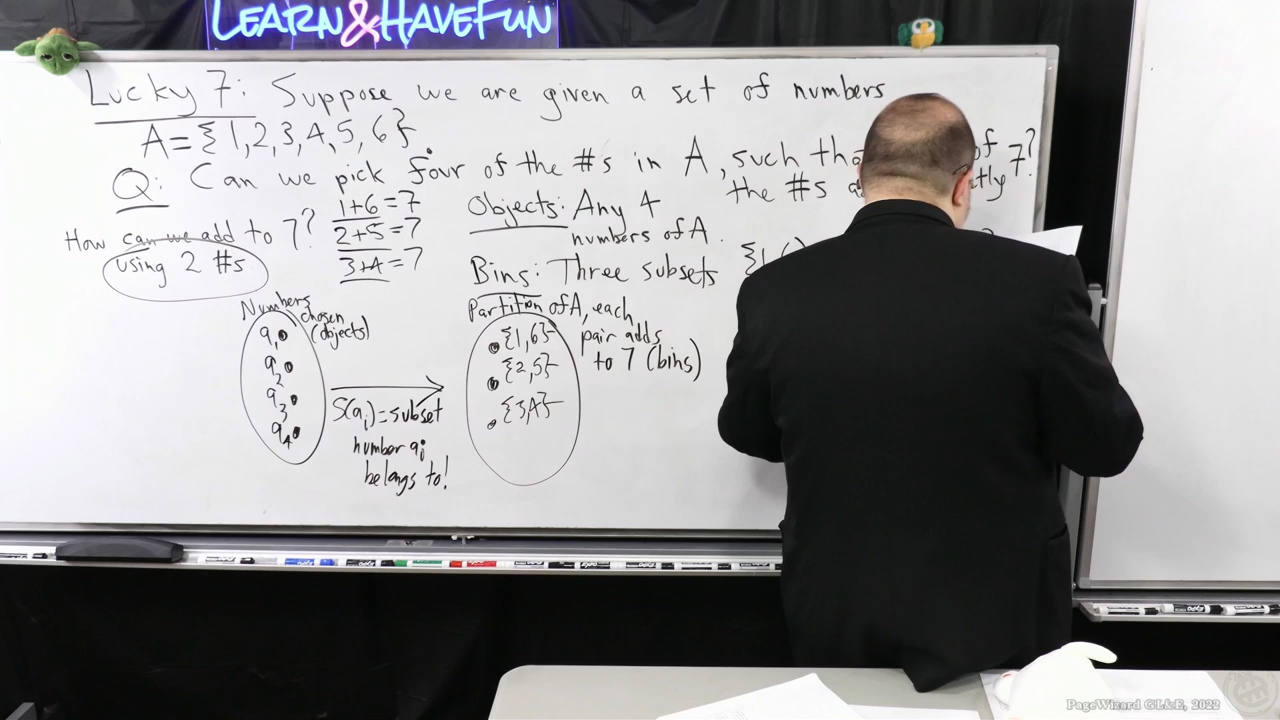 LEARN&HAVEFUN
Lucky 7: Suppose we are given a set of numbers
A={1,2,3,4,5,6}
Q: Can we pick four of the #s in A, such of
the #s 7?
How can we add to 7?
using 2 #s
1+6=7
2+5=7
3+4=7
Objects: Any 4
numbers of A.
Bins: Three subsets
Partition of A, each
pair adds
to 7 (bins)
{1,6}
{2,5}
{3,4}
Numbers
chosen
(objects)
a1
a2
a3
a4
S(ai)=subset
number ai
belongs to!
PageWizard GL&E, 2022